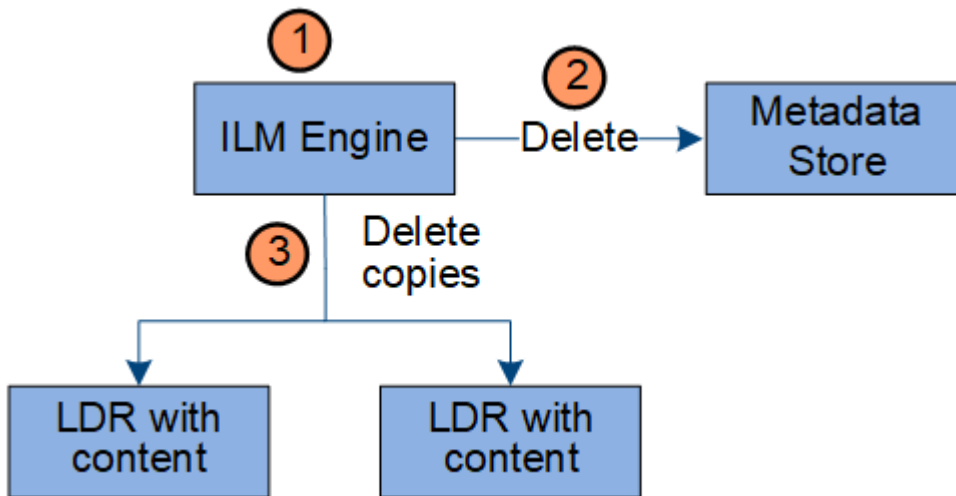 1
2
ILM Engine
Delete
Metadata
Store
3
Delete
copies
LDR with
content
LDR with
content